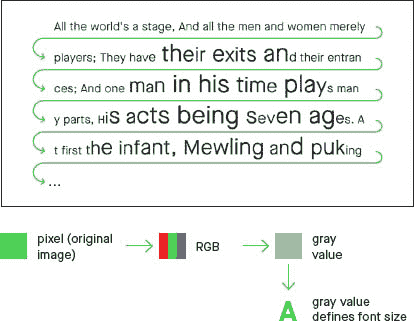 All the world's a stage, And all the men and women merely
players; They have their exits and their entran
ces; And one man in his time plays man
y parts, His acts being seven ages. A
t first the infant, Mewling and puking
...
pixel (original
image)
RGB
gray
value
A
gray value
defines font size